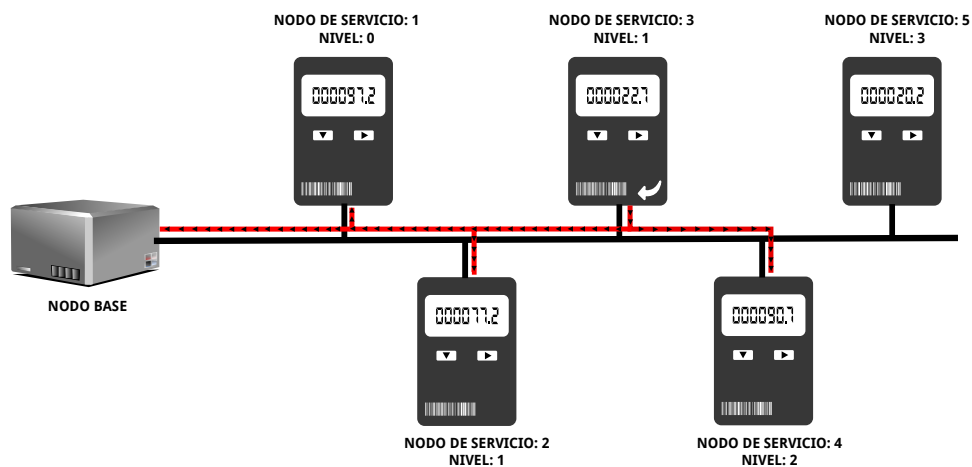 NODO DE SERVICIO: 1
NIVEL: 0
NODO DE SERVICIO: 3
NIVEL: 1
NODO DE SERVICIO: 5
NIVEL: 3
000097.2
000022.7
000020.2
NODO BASE
000077.2
000090.7
NODO DE SERVICIO: 2
NIVEL: 1
NODO DE SERVICIO: 4
NIVEL: 2